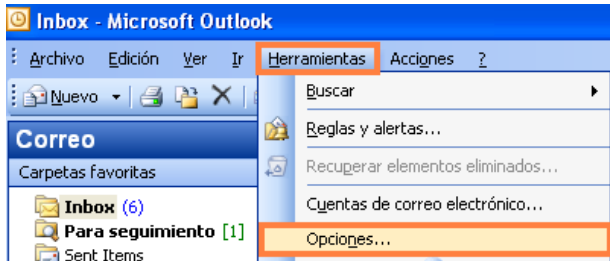 Inbox - Microsoft Outlook
Archivo Edición Ver Ir Herramientas Acciones ?
Nuevo
Buscar
Correo
Reglas y alertas...
Carpetas favoritas
Recuperar elementos eliminados...
Inbox (6)
Cuentas de correo electrónico...
Para seguimiento [1]
Opciones...
Sent Items